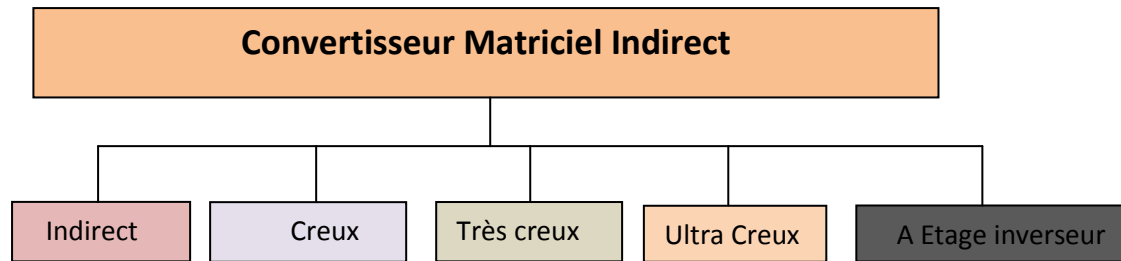 Convertisseur Matriciel Indirect
Indirect
Creux
Très creux
Ultra Creux
A Etage inverseur